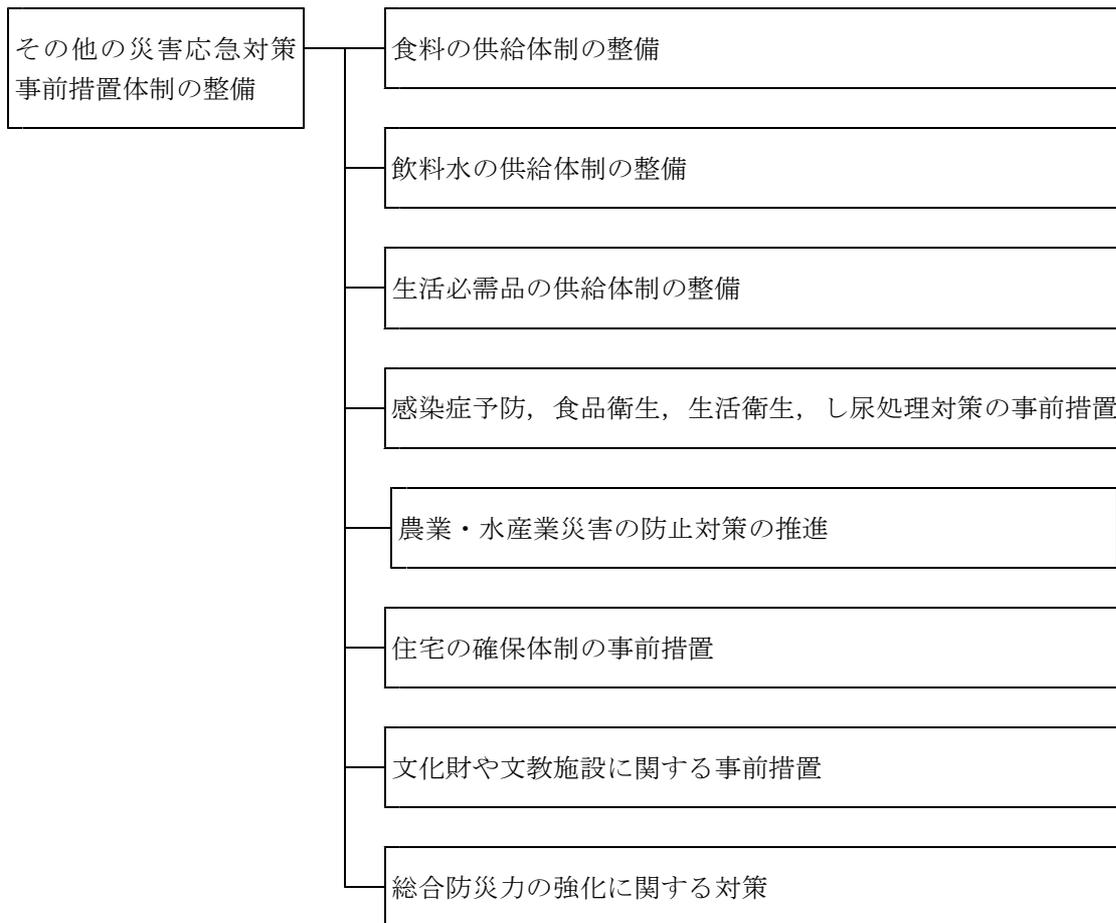 その他の災害応急対策
事前措置体制の整備
食料の供給体制の整備
飲料水の供給体制の整備
生活必需品の供給体制の整備
感染症予防，食品衛生，生活衛生，し尿処理対策の事前措置
農業・水産業災害の防止対策の推進
住宅の確保体制の事前措置
文化財や文教施設に関する事前措置
総合防災力の強化に関する対策